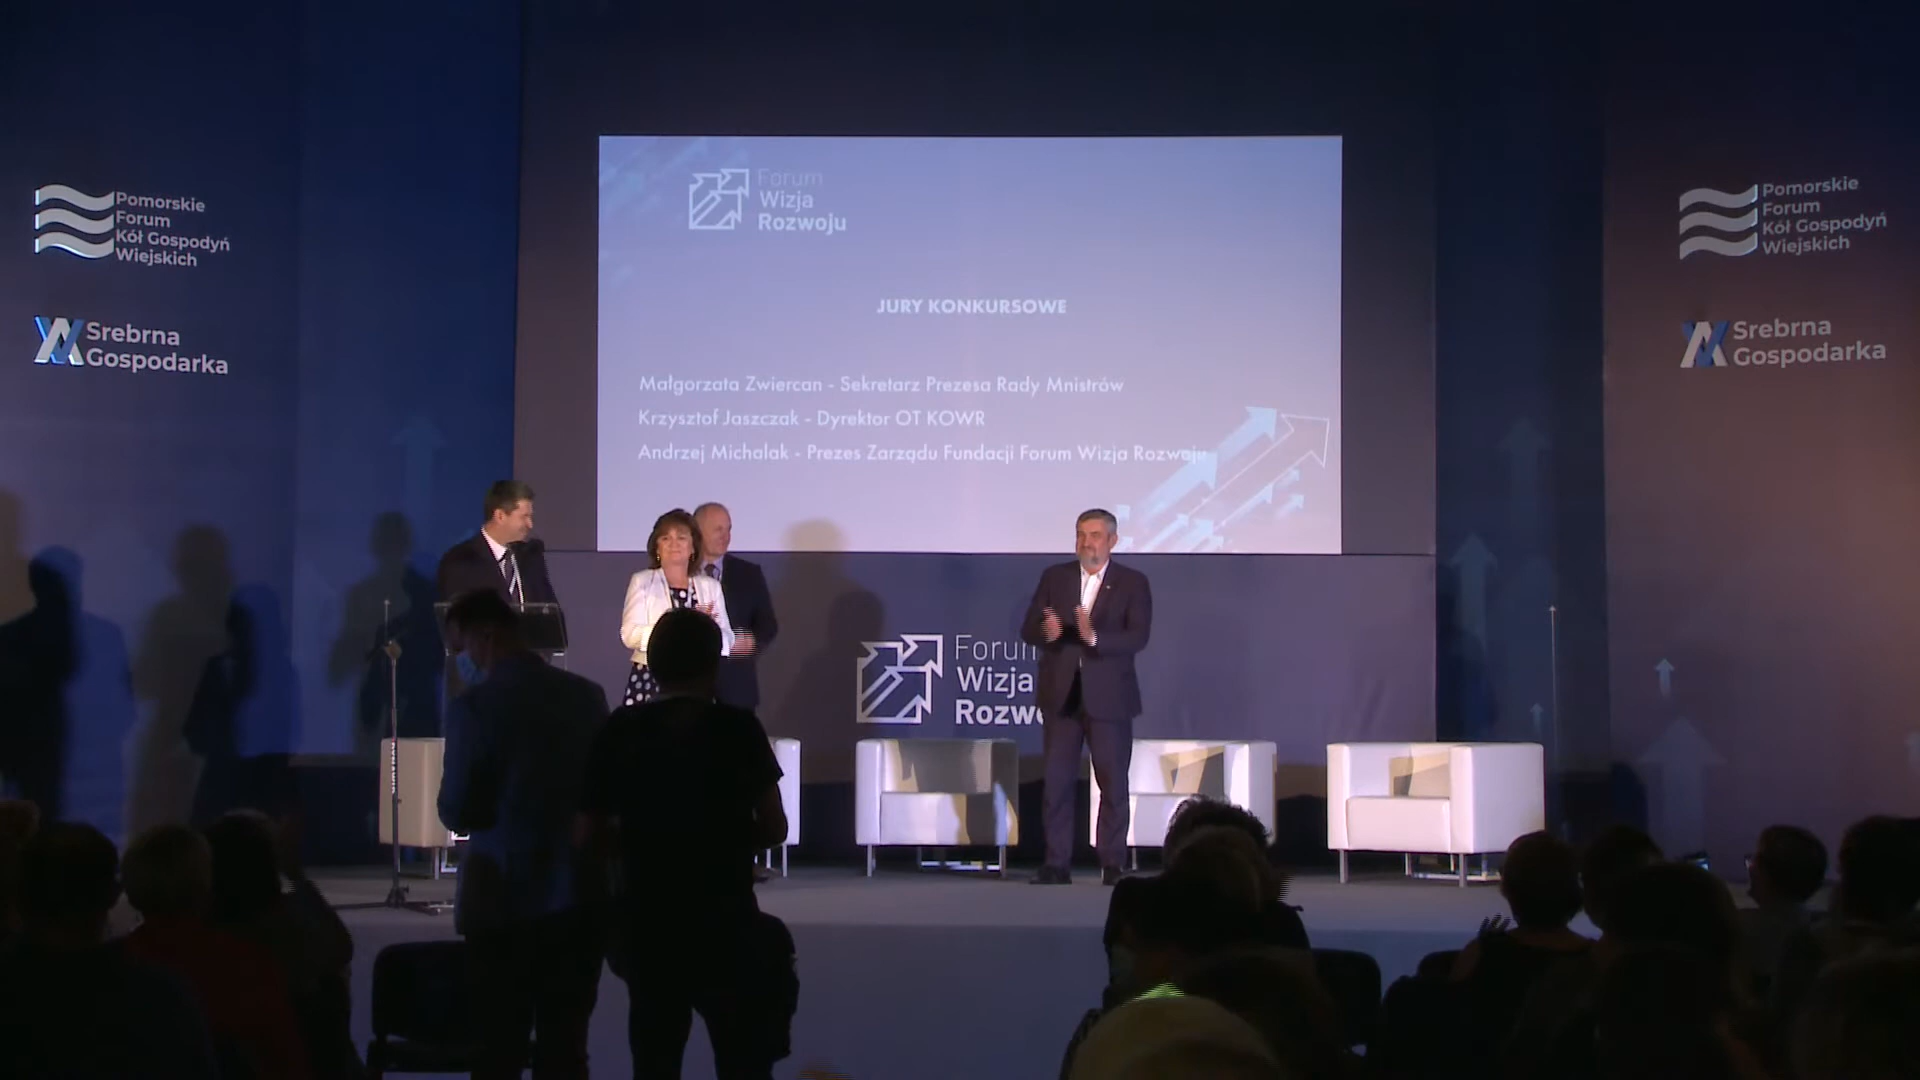 Pomorskie
Forum
Kół Gospodyń
Wiejskich
Srebrna
Gospodarka
Forum
Wizja
Rozwoju
JURY KONKURSOWE
Małgorzata Zwiercan - Sekretarz Prezesa Rady Mnistrów
Krzysztof Jaszczak - Dyrektor OT KOWR
Andrzej Michalak - Prezes Zarządu Fundacji Forum Wizja Rozwoju
Forum
Wizja
Rozwo
Pomorskie
Forum
Kół Gospodyń
Wiejskich
Srebrna
Gospodarka